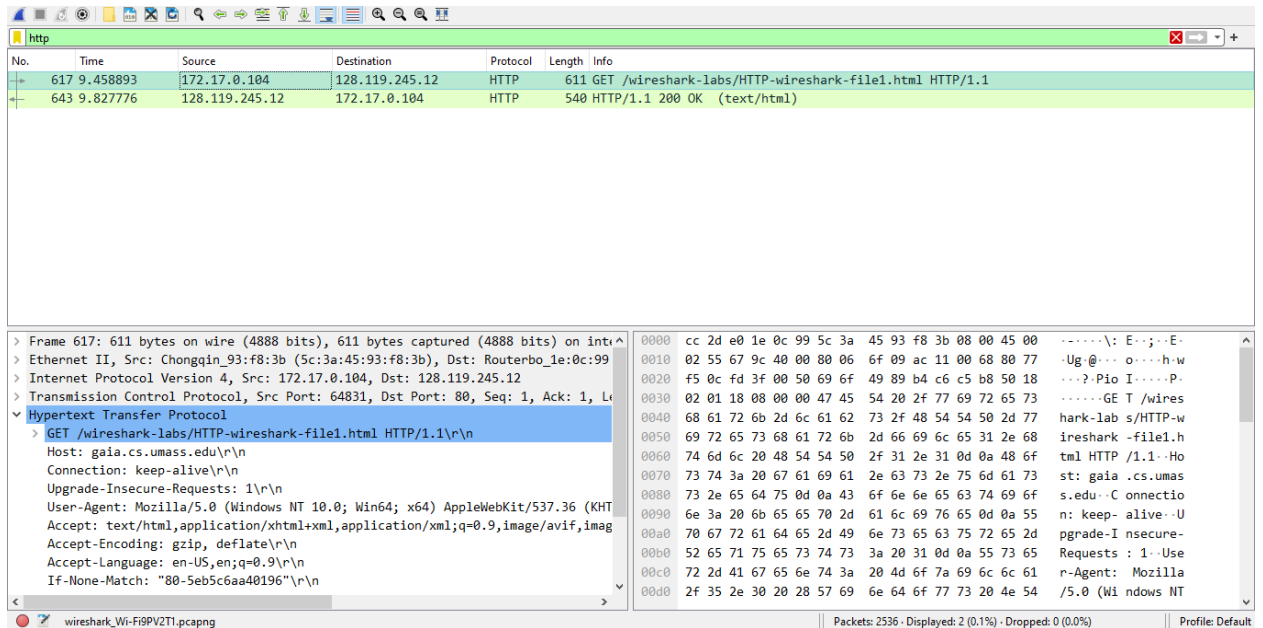 http
No. Time Source Destination Protocol Length Info
617 9.458893 172.17.0.104 128.119.245.12 HTTP 611 GET /wireshark-labs/HTTP-wireshark-file1.html HTTP/1.1
643 9.827776 128.119.245.12 172.17.0.104 HTTP 540 HTTP/1.1 200 OK (text/html)
Frame 617: 611 bytes on wire (4888 bits), 611 bytes captured (4888 bits) on inte
Ethernet II, Src: Chongqin_93:f8:3b (5c:3a:45:93:f8:3b), Dst: Routerbo_1e:0c:99
Internet Protocol Version 4, Src: 172.17.0.104, Dst: 128.119.245.12
Transmission Control Protocol, Src Port: 64831, Dst Port: 80, Seq: 1, Ack: 1, Le
Hypertext Transfer Protocol
GET /wireshark-labs/HTTP-wireshark-file1.html HTTP/1.1\r\n
Host: gaia.cs.umass.edu\r\n
Connection: keep-alive\r\n
Upgrade-Insecure-Requests: 1\r\n
User-Agent: Mozilla/5.0 (Windows NT 10.0; Win64; x64) AppleWebKit/537.36 (KHT
Accept: text/html,application/xhtml+xml,application/xml;q=0.9,image/avif,imag
Accept-Encoding: gzip, deflate\r\n
Accept-Language: en-US,en;q=0.9\r\n
If-None-Match: "80-5eb5c6aa40196"\r\n
0000 cc 2d e0 1e 0c 99 5c 3a 45 93 f8 3b 08 00 45 00 ·-····\: E··;··E·
0010 02 55 67 9c 40 00 80 06 6f 09 ac 11 00 68 80 77 ·Ug·@··· o····h·w
0020 f5 0c fd 3f 00 50 69 6f 49 89 b4 c6 c5 b8 50 18 ···?·Pio I·····P·
0030 02 01 18 08 00 00 47 45 54 20 2f 77 69 72 65 73 ······GE T /wires
0040 68 61 72 6b 2d 6c 61 62 73 2f 48 54 54 50 2d 77 hark-lab s/HTTP-w
0050 69 72 65 73 68 61 72 6b 2d 66 69 6c 65 31 2e 68 ireshark -file1.h
0060 74 6d 6c 20 48 54 54 50 2f 31 2e 31 0d 0a 48 6f tml HTTP /1.1··Ho
0070 73 74 3a 20 67 61 69 61 2e 63 73 2e 75 6d 61 73 st: gaia .cs.umas
0080 73 2e 65 64 75 0d 0a 43 6f 6e 6e 65 63 74 69 6f s.edu··C onnectio
0090 6e 3a 20 6b 65 65 70 2d 61 6c 69 76 65 0d 0a 55 n: keep- alive··U
00a0 70 67 72 61 64 65 2d 49 6e 73 65 63 75 72 65 2d pgrade-I nsecure-
00b0 52 65 71 75 65 73 74 73 3a 20 31 0d 0a 55 73 65 Requests : 1··Use
00c0 72 2d 41 67 65 6e 74 3a 20 4d 6f 7a 69 6c 6c 61 r-Agent: Mozilla
00d0 2f 35 2e 30 20 28 57 69 6e 64 6f 77 73 20 4e 54 /5.0 (Wi ndows NT
wireshark_Wi-Fi9PV2T1.pcapng Packets: 2536 · Displayed: 2 (0.1%) · Dropped: 0 (0.0%) Profile: Default